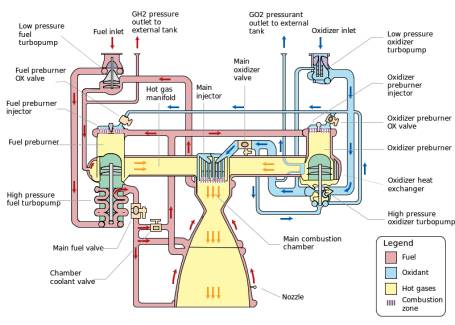 Low pressure
fuel turbopump
Fuel inlet
GH2 pressure
outlet to
external tank
GO2 pressurant
outlet to external
tank
Oxidizer inlet
Low pressure
oxidizer
turbopump
Fuel preburner
OX valve
Hot gas
manifold
Main
injector
Main
oxidizer
valve
Oxidizer
preburner
injector
Fuel preburner
injector
Oxidizer preburner
OX valve
Fuel preburner
Oxidizer preburner
Oxidizer heat
exchanger
High pressure
fuel turbopump
High pressure
oxidizer turbopump
Main fuel valve
Main combustion
chamber
Chamber
coolant valve
Nozzle
Legend
Fuel
Oxidant
Hot gases
Combustion
zone